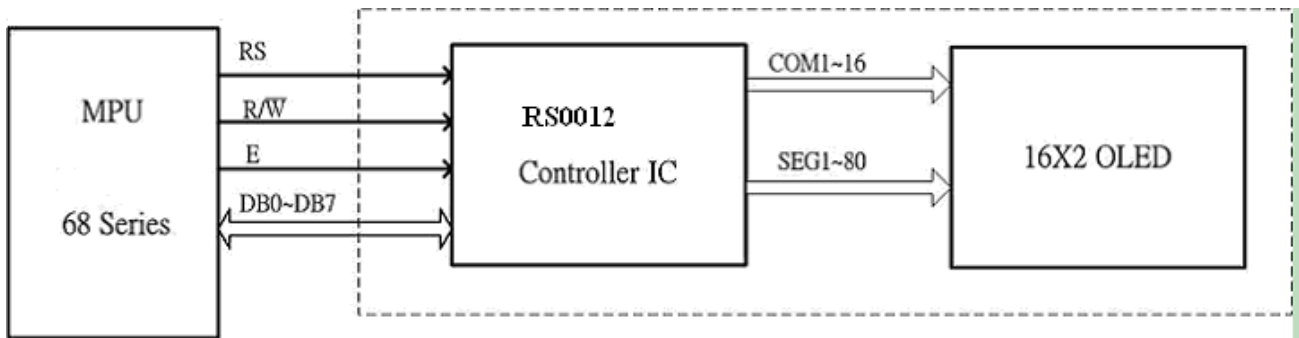 MPU
68 Series
RS
R/W
E
DB0~DB7
RS0012
Controller IC
COM1~16
SEG1~80
16X2 OLED